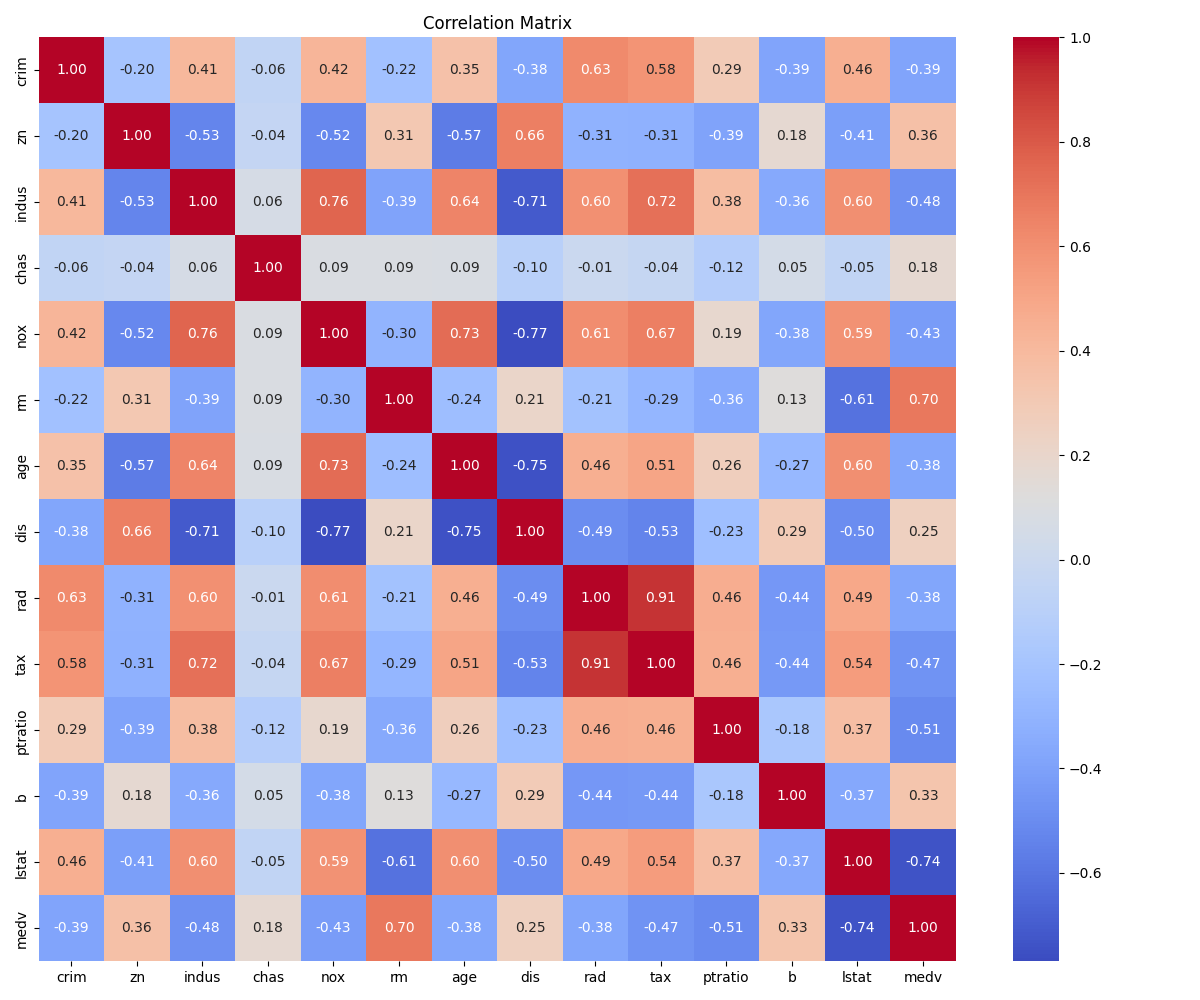 Correlation Matrix
crim 1.00 -0.20 0.41 -0.06 0.42 -0.22 0.35 -0.38 0.63 0.58 0.29 -0.39 0.46 -0.39
zn -0.20 1.00 -0.53 -0.04 -0.52 0.31 -0.57 0.66 -0.31 -0.31 -0.39 0.18 -0.41 0.36
indus 0.41 -0.53 1.00 0.06 0.76 -0.39 0.64 -0.71 0.60 0.72 0.38 -0.36 0.60 -0.48
chas -0.06 -0.04 0.06 1.00 0.09 0.09 0.09 -0.10 -0.01 -0.04 -0.12 0.05 -0.05 0.18
nox 0.42 -0.52 0.76 0.09 1.00 -0.30 0.73 -0.77 0.61 0.67 0.19 -0.38 0.59 -0.43
rm -0.22 0.31 -0.39 0.09 -0.30 1.00 -0.24 0.21 -0.21 -0.29 -0.36 0.13 -0.61 0.70
age 0.35 -0.57 0.64 0.09 0.73 -0.24 1.00 -0.75 0.46 0.51 0.26 -0.27 0.60 -0.38
dis -0.38 0.66 -0.71 -0.10 -0.77 0.21 -0.75 1.00 -0.49 -0.53 -0.23 0.29 -0.50 0.25
rad 0.63 -0.31 0.60 -0.01 0.61 -0.21 0.46 -0.49 1.00 0.91 0.46 -0.44 0.49 -0.38
tax 0.58 -0.31 0.72 -0.04 0.67 -0.29 0.51 -0.53 0.91 1.00 0.46 -0.44 0.54 -0.47
ptratio 0.29 -0.39 0.38 -0.12 0.19 -0.36 0.26 -0.23 0.46 0.46 1.00 -0.18 0.37 -0.51
b -0.39 0.18 -0.36 0.05 -0.38 0.13 -0.27 0.29 -0.44 -0.44 -0.18 1.00 -0.37 0.33
lstat 0.46 -0.41 0.60 -0.05 0.59 -0.61 0.60 -0.50 0.49 0.54 0.37 -0.37 1.00 -0.74
medv -0.39 0.36 -0.48 0.18 -0.43 0.70 -0.38 0.25 -0.38 -0.47 -0.51 0.33 -0.74 1.00
crim zn indus chas nox rm age dis rad tax ptratio b lstat medv
1.0
0.8
0.6
0.4
0.2
0.0
−0.2
−0.4
−0.6